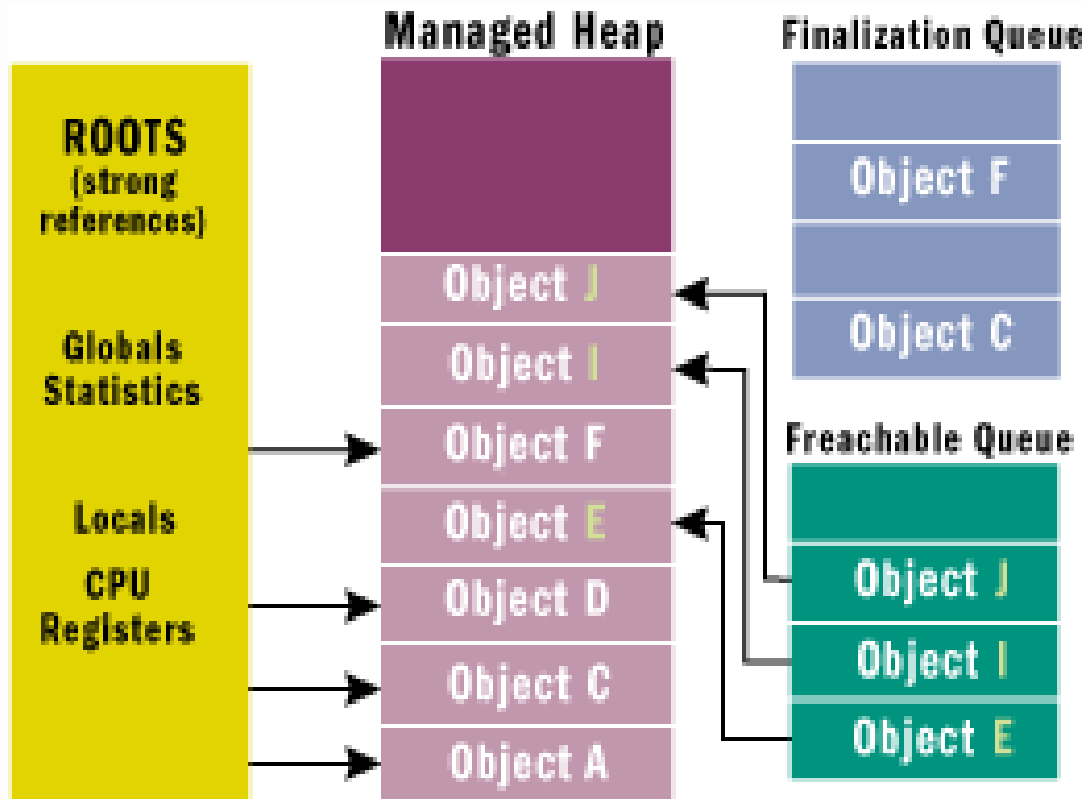 Managed Heap
Finalization Queue
ROOTS
(strong
references)
Globals
Statistics
Locals
CPU
Registers
Object J
Object I
Object F
Object E
Object D
Object C
Object A
Object F
Object C
Freachable Queue
Object J
Object I
Object E